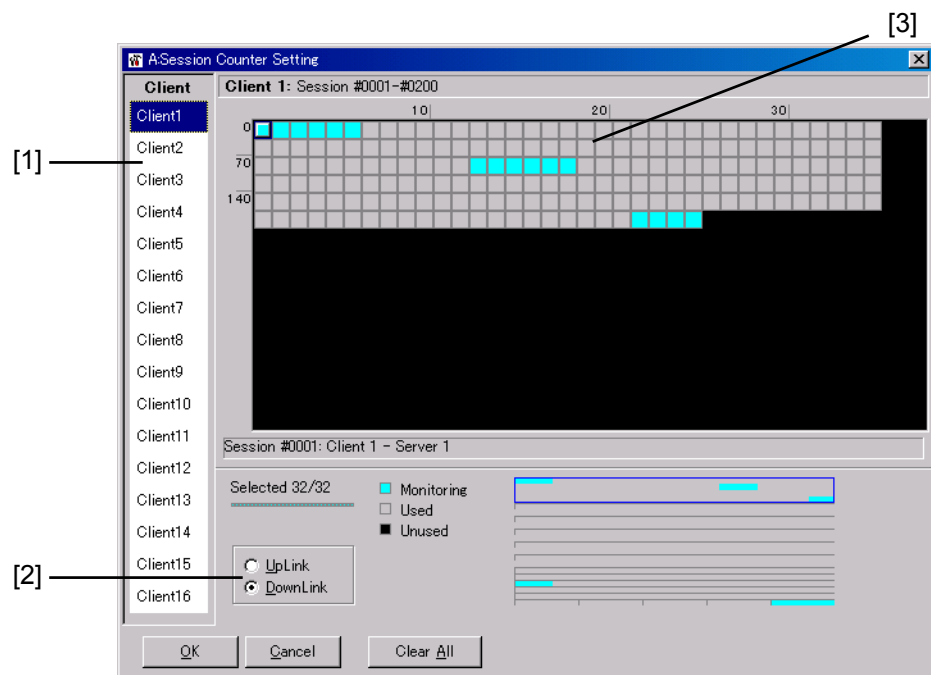 [3]
A:Session Counter Setting
Client
Client 1: Session #0001-#0200
10 20 30
0
70
140
[1]
Client1
Client2
Client3
Client4
Client5
Client6
Client7
Client8
Client9
Client10
Client11
Client12
Client13
Client14
Client15
Client16
Session #0001: Client 1 - Server 1
Selected 32/32
Monitoring
Used
Unused
[2]
UpLink
DownLink
OK Cancel Clear All